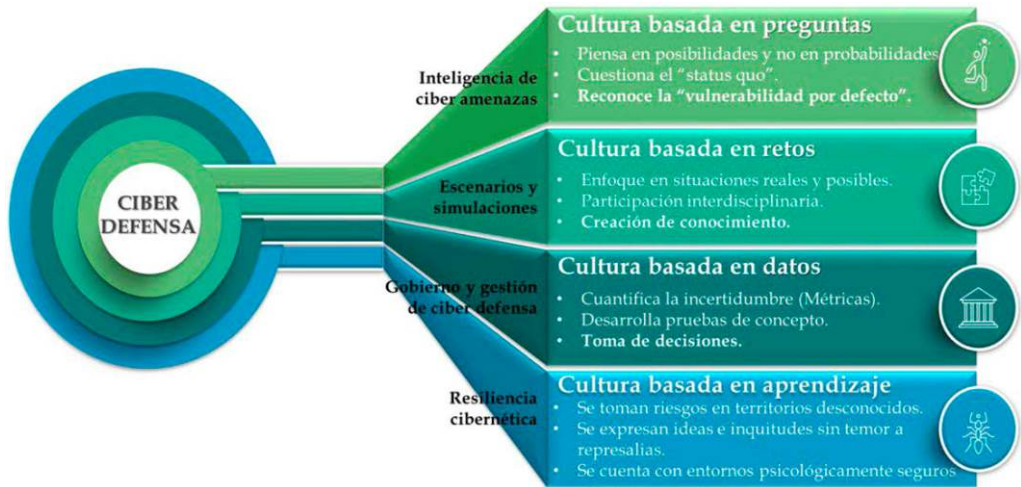 CIBER
DEFENSA
Inteligencia de
ciber amenazas
Cultura basada en preguntas
• Piensa en posibilidades y no en probabilidades
• Cuestiona el “status quo”.
• Reconoce la “vulnerabilidad por defecto”.
Escenarios y
simulaciones
Cultura basada en retos
• Enfoque en situaciones reales y posibles.
• Participación interdisciplinaria.
• Creación de conocimiento.
Gobierno y gestión
de ciber defensa
Cultura basada en datos
• Cuantifica la incertidumbre (Métricas).
• Desarrolla pruebas de concepto.
• Toma de decisiones.
Resiliencia
cibernética
Cultura basada en aprendizaje
• Se toman riesgos en territorios desconocidos.
• Se expresan ideas e inquitudes sin temor a
represalias.
• Se cuenta con entornos psicológicamente seguros